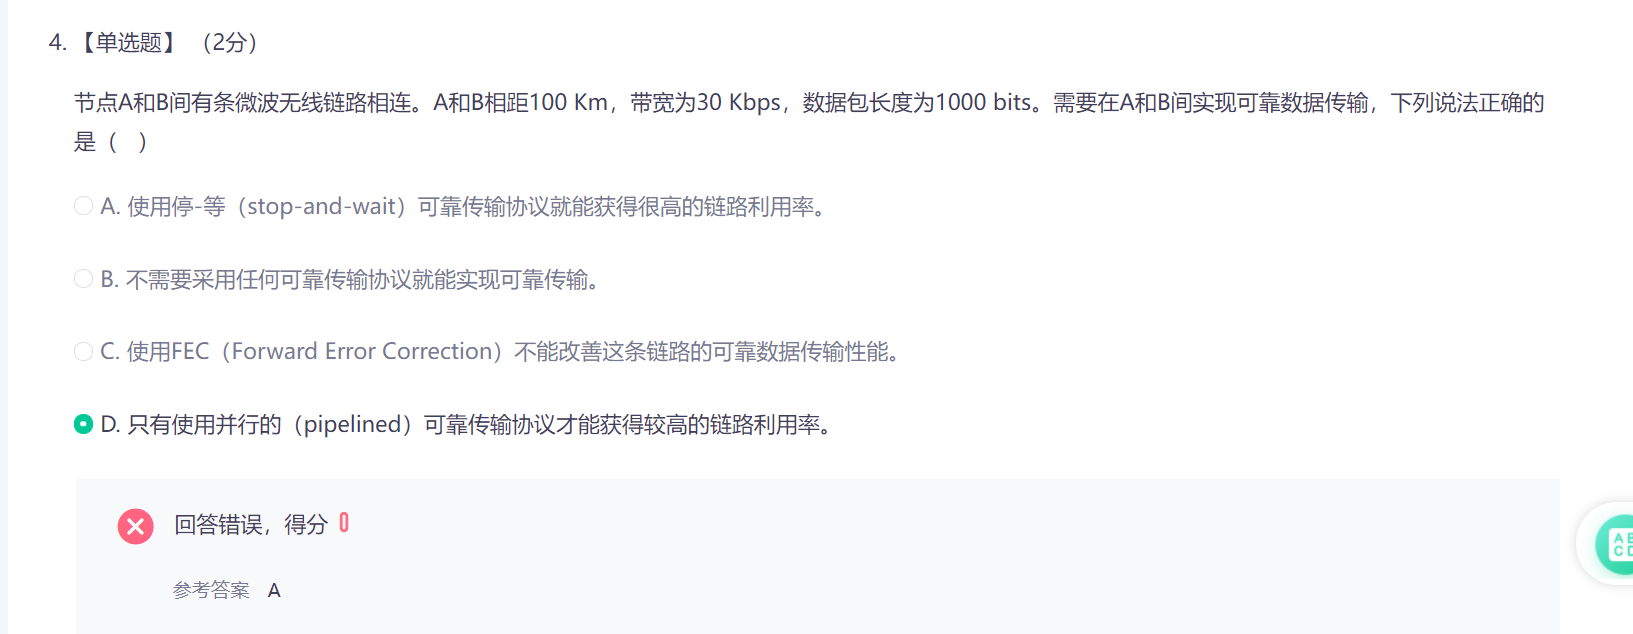 4. 【单选题】 （2分）
节点A和B间有条微波无线链路相连。A和B相距100 Km，带宽为30 Kbps，数据包长度为1000 bits。需要在A和B间实现可靠数据传输，下列说法正确的
是（ ）
A. 使用停-等（stop-and-wait）可靠传输协议就能获得很高的链路利用率。
B. 不需要采用任何可靠传输协议就能实现可靠传输。
C. 使用FEC（Forward Error Correction）不能改善这条链路的可靠数据传输性能。
D. 只有使用并行的（pipelined）可靠传输协议才能获得较高的链路利用率。
回答错误，得分 0
参考答案 A